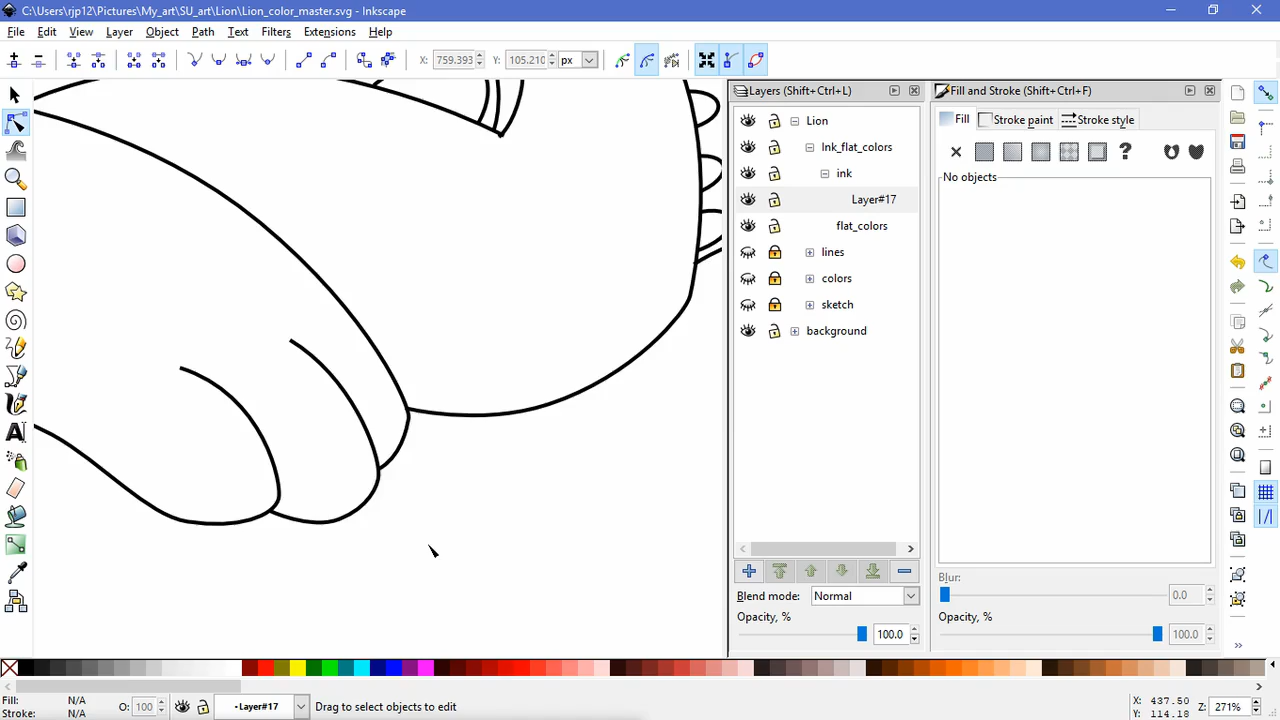 C:\Users\rjp12\Pictures\My_art\SU_art\Lion\Lion_color_master.svg - Inkscape
File Edit View Layer Object Path Text Filters Extensions Help
X: 759.393 Y: 105.210 px
Layers (Shift+Ctrl+L)
Fill and Stroke (Shift+Ctrl+F)
Lion
Fill Stroke paint Stroke style
Ink_flat_colors
ink
?
No objects
Layer#17
flat_colors
lines
colors
sketch
background
Blur:
0.0
Blend mode: Normal
Opacity, %
100.0
Opacity, %
100.0
Fill: N/A
Stroke: N/A
O: 100
•Layer#17
Drag to select objects to edit
X: 437.50
Y: 114.18
Z: 271%